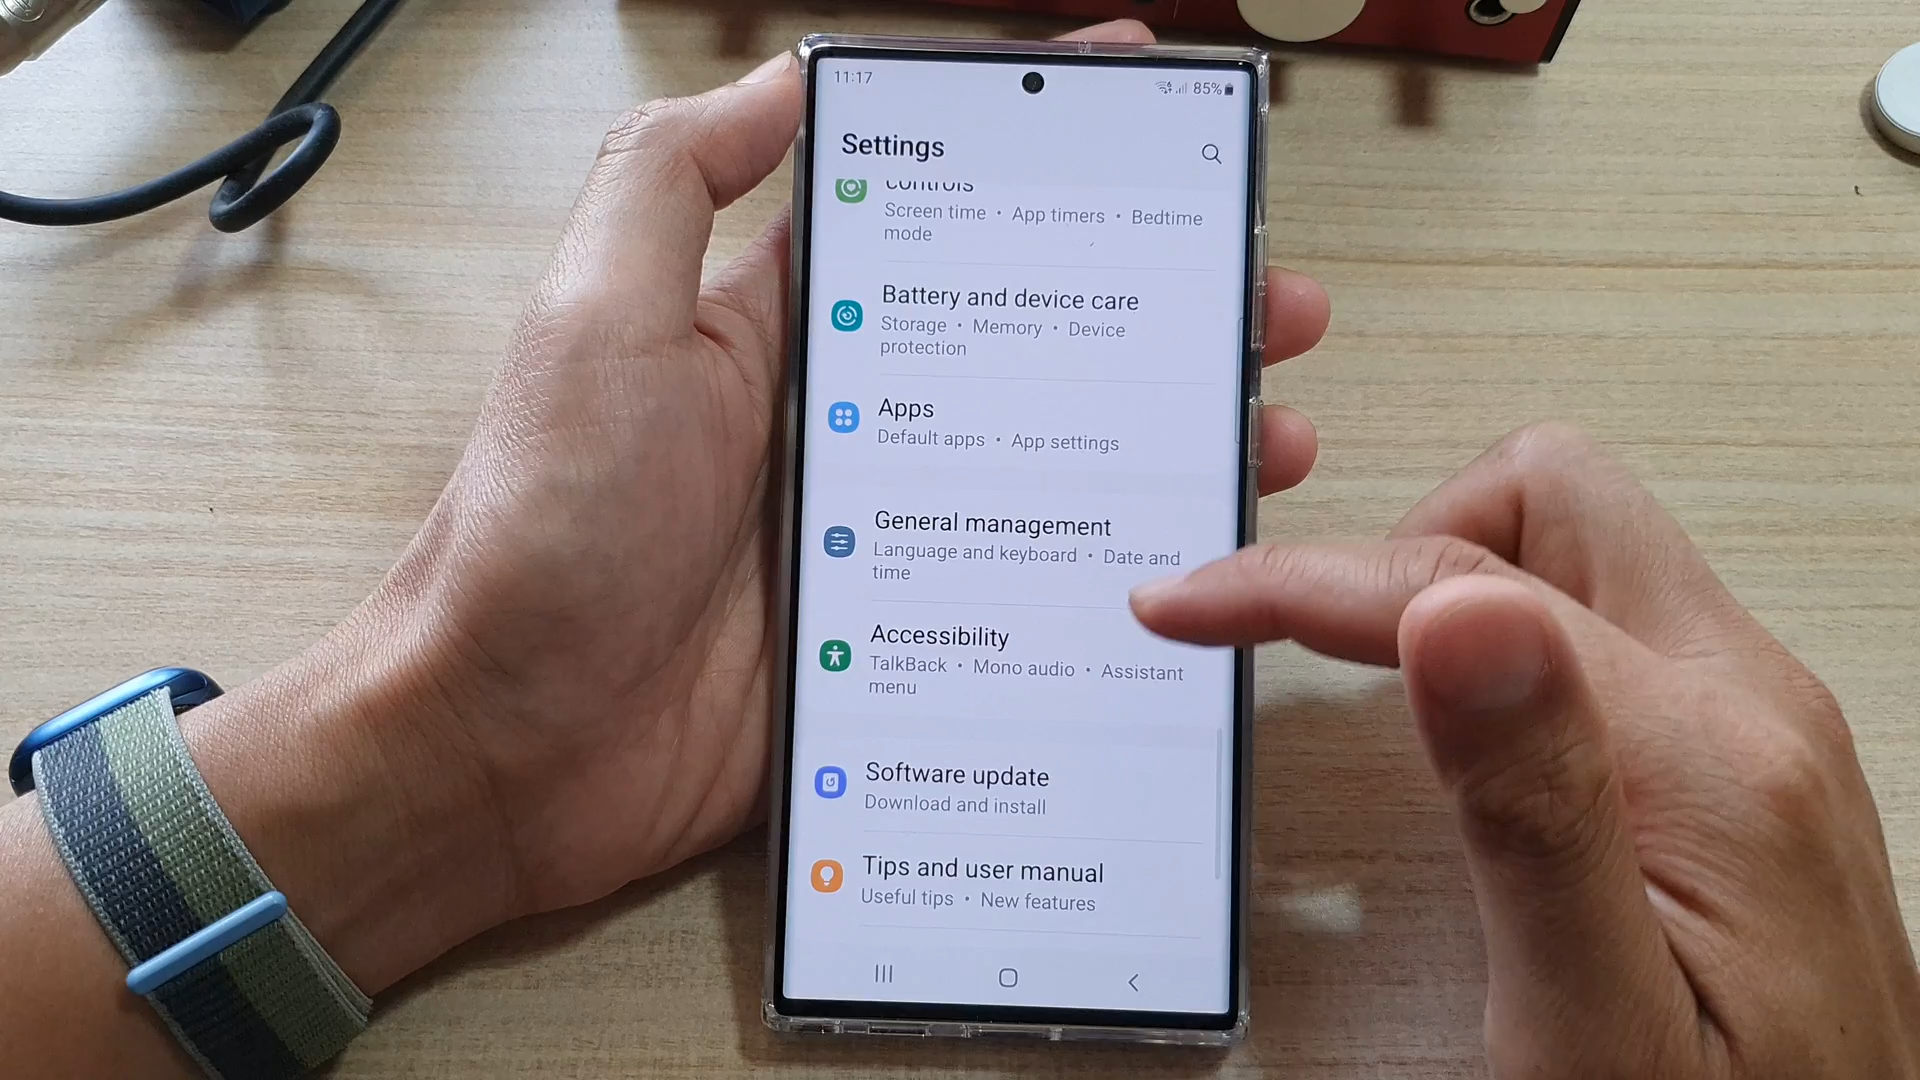 11:17
85%
Settings
controls
Screen time • App timers • Bedtime
mode
Battery and device care
Storage • Memory • Device
protection
Apps
Default apps • App settings
General management
Language and keyboard • Date and
time
Accessibility
TalkBack • Mono audio • Assistant
menu
Software update
Download and install
Tips and user manual
Useful tips • New features